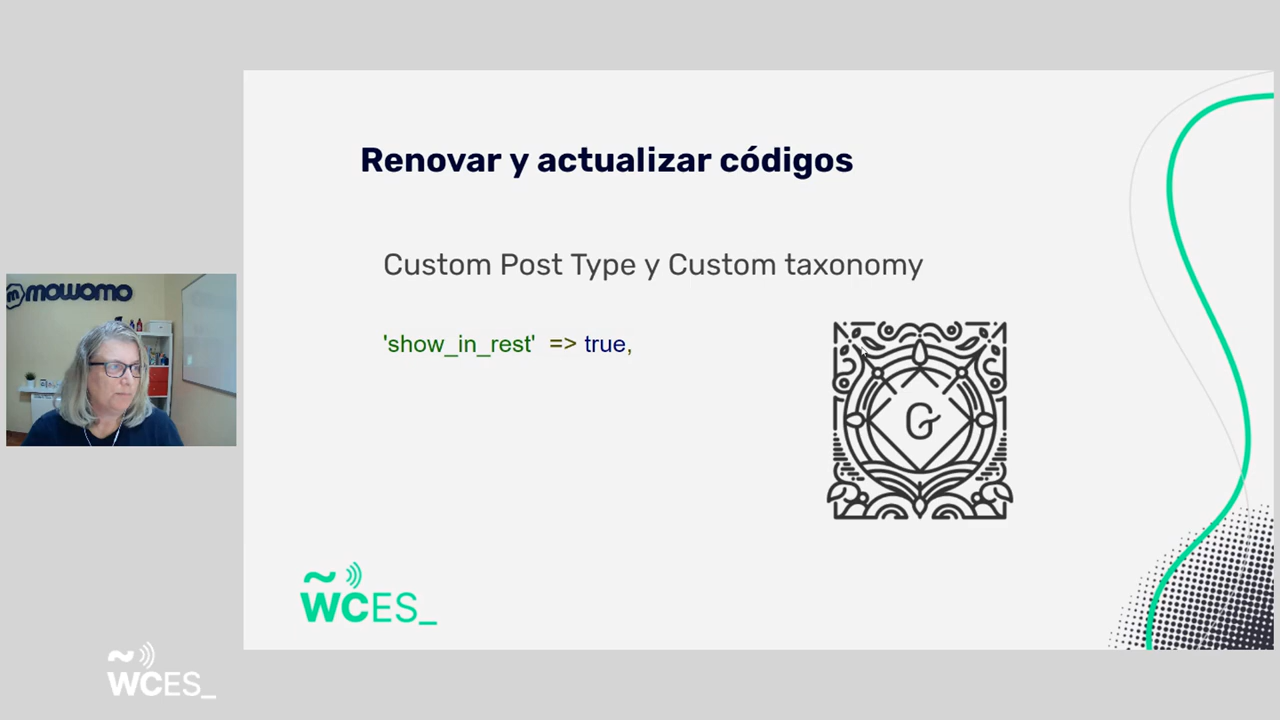 Renovar y actualizar códigos
Custom Post Type y Custom taxonomy
'show_in_rest' => true,
G
mowomo
WCES_
WCES_